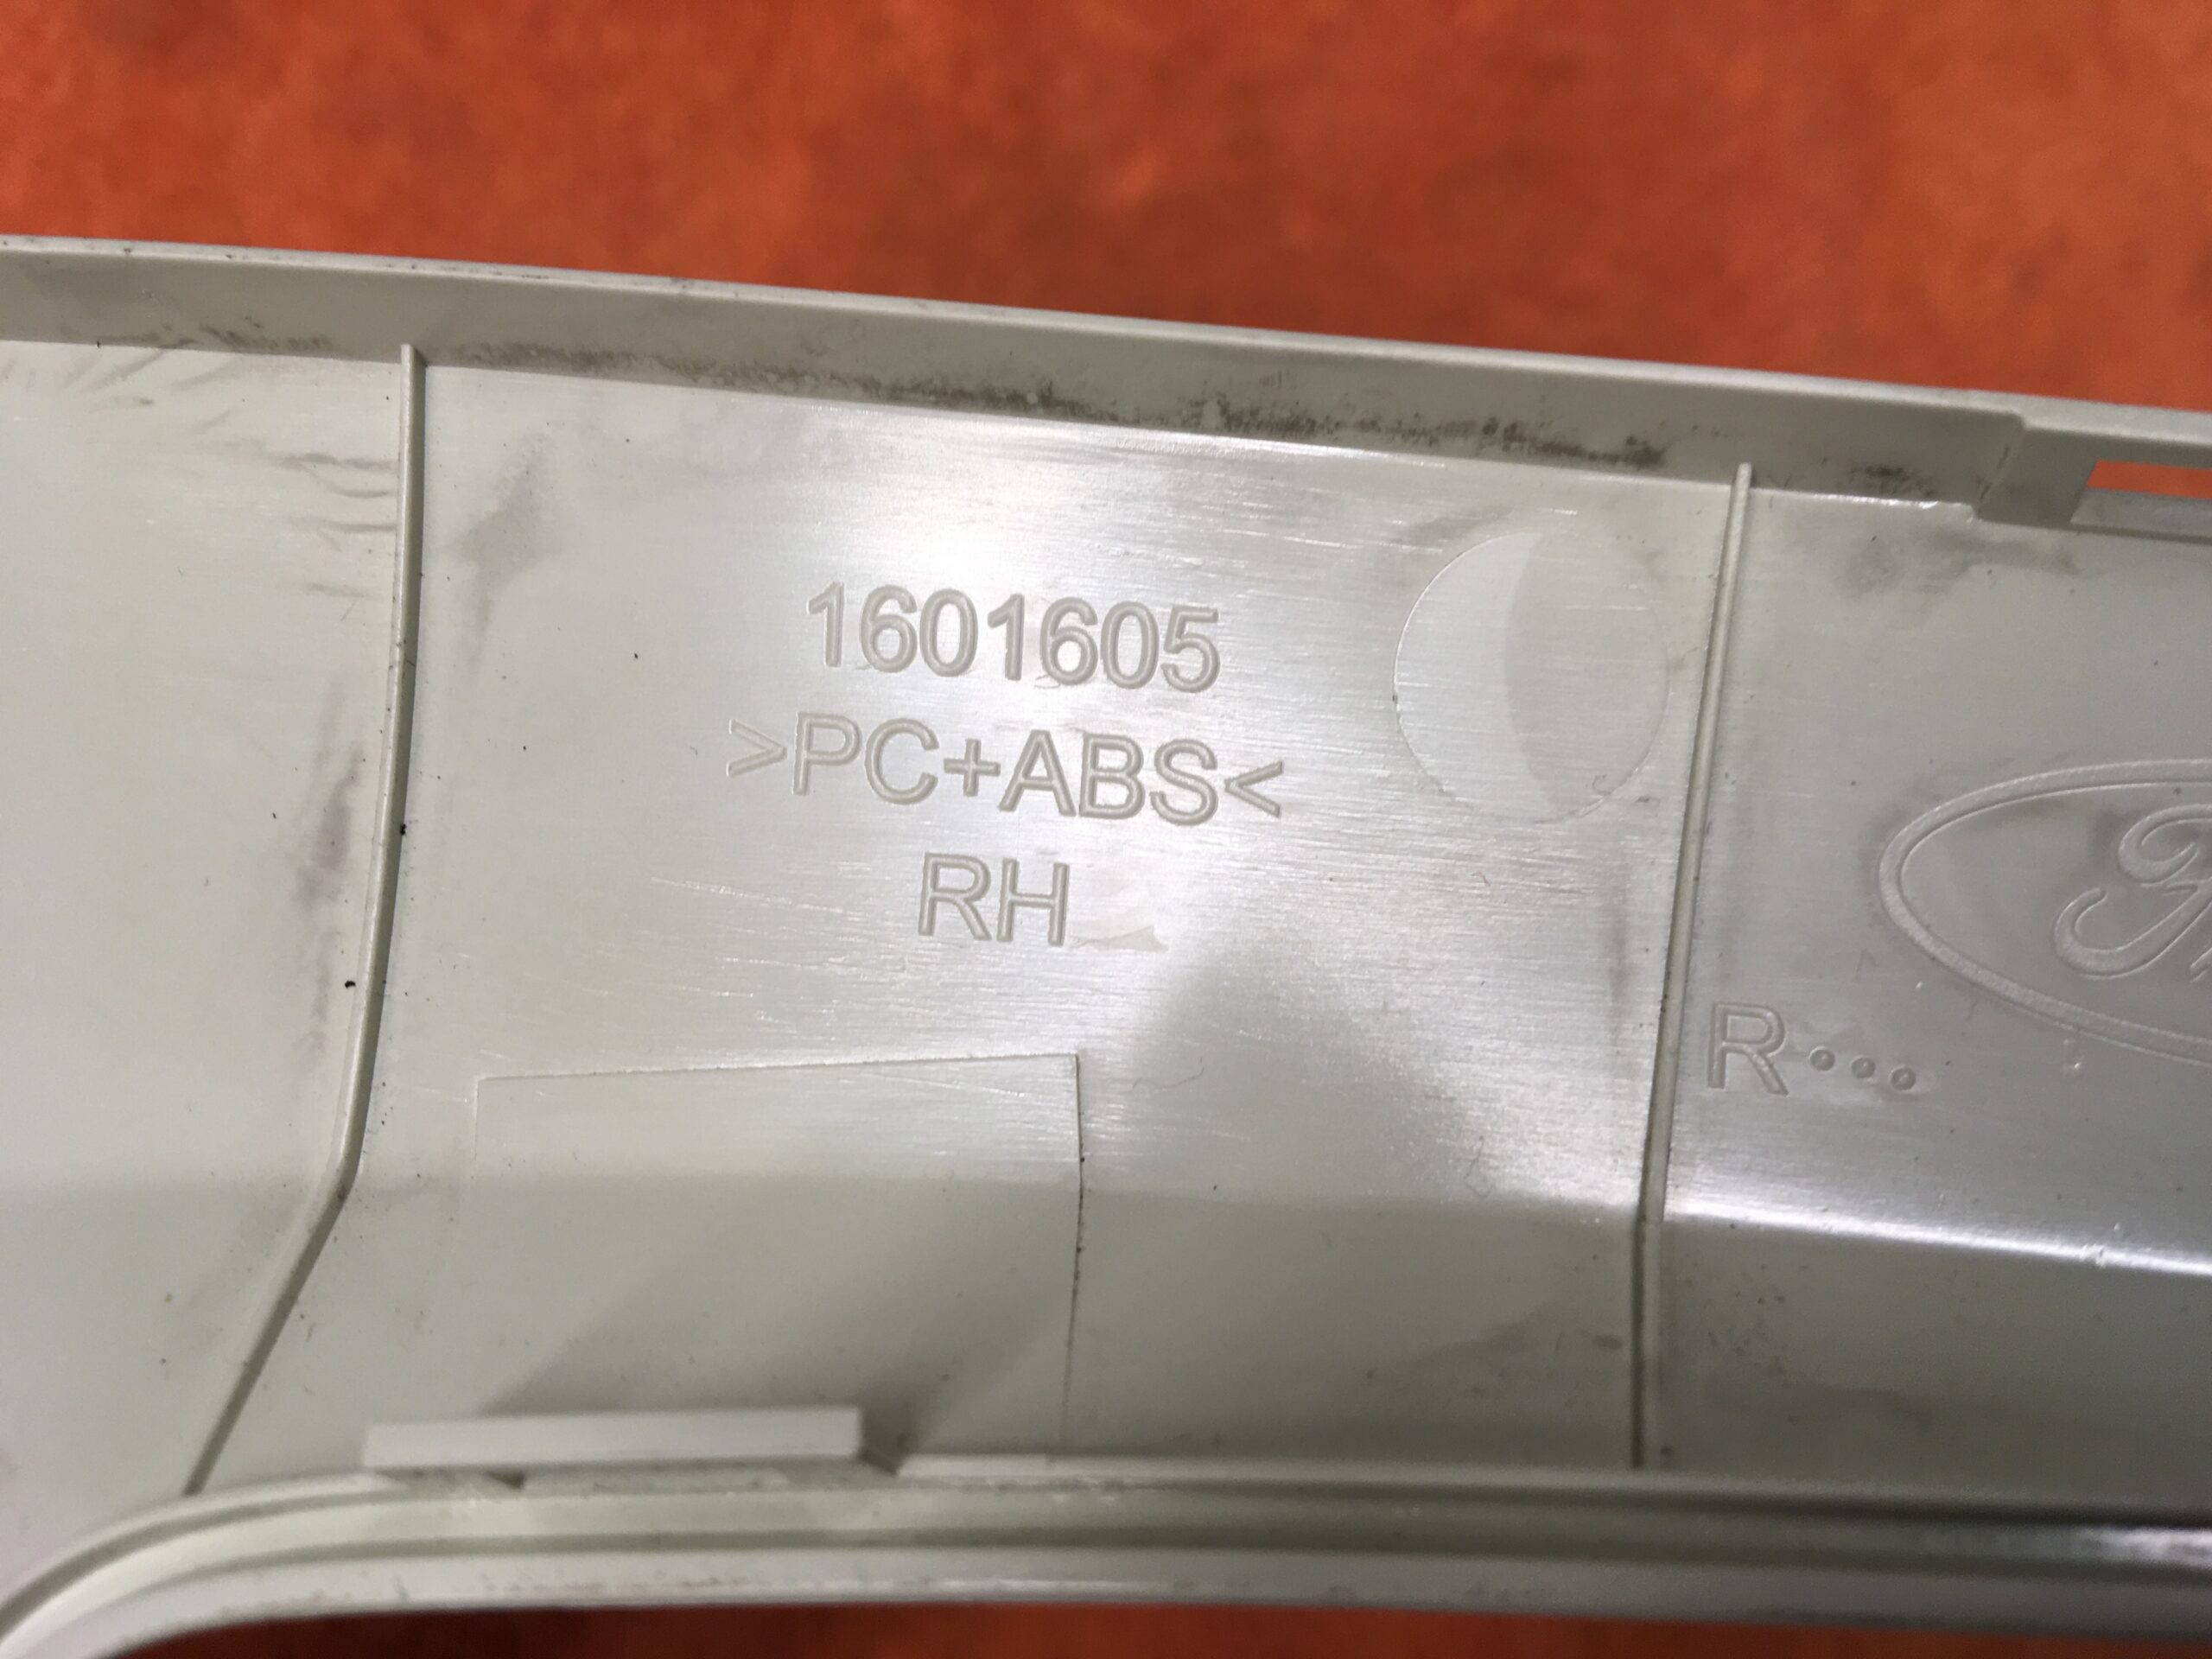 1601605
>PC+ABS<
RH
R•••